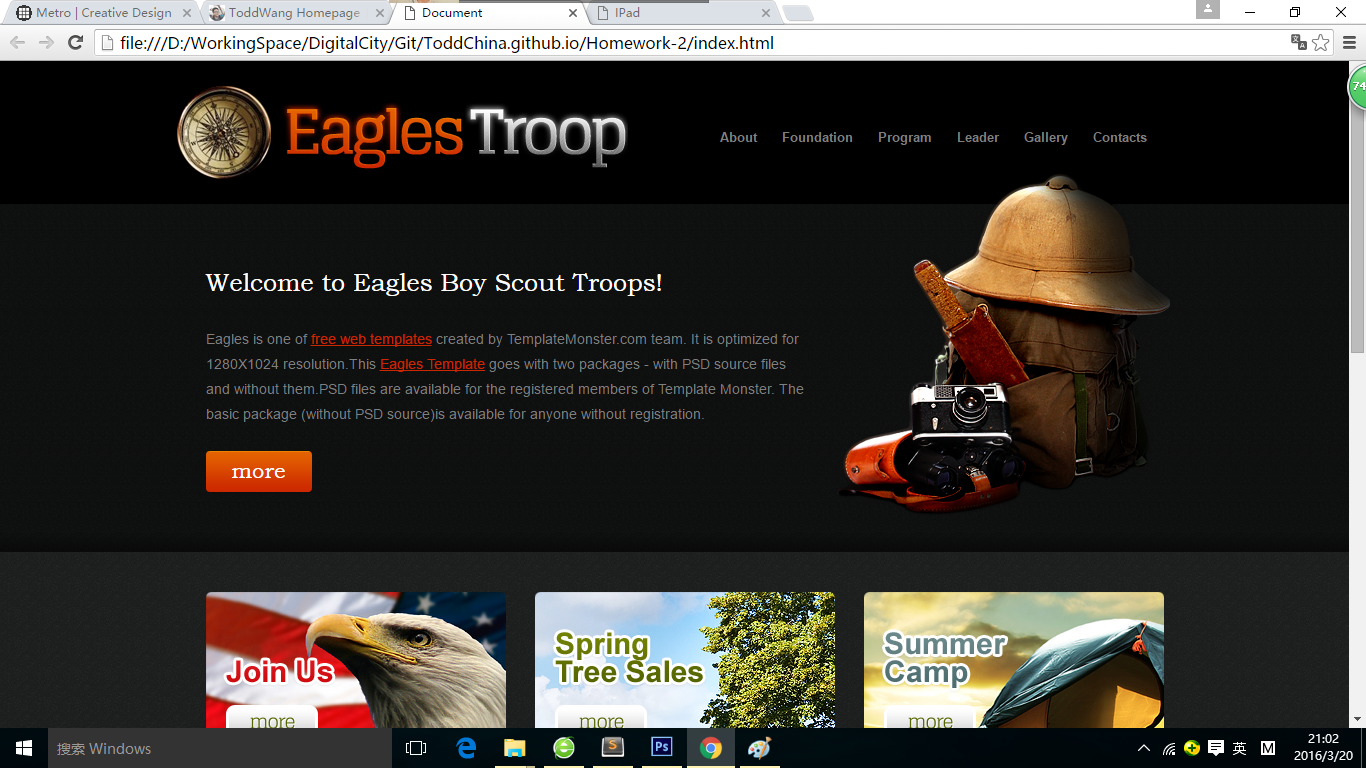 Metro | Creative Design
ToddWang Homepage
Document
IPad
file:///D:/WorkingSpace/DigitalCity/Git/ToddChina.github.io/Homework-2/index.html
74
Eagles Troop
About Foundation Program Leader Gallery Contacts
Welcome to Eagles Boy Scout Troops!
Eagles is one of free web templates created by TemplateMonster.com team. It is optimized for
1280X1024 resolution.This Eagles Template goes with two packages - with PSD source files
and without them.PSD files are available for the registered members of Template Monster. The
basic package (without PSD source)is available for anyone without registration.
more
Join Us
more
Spring
Tree Sales
more
Summer
Camp
more
搜索 Windows
S
Ps
英
M
21:02
2016/3/20